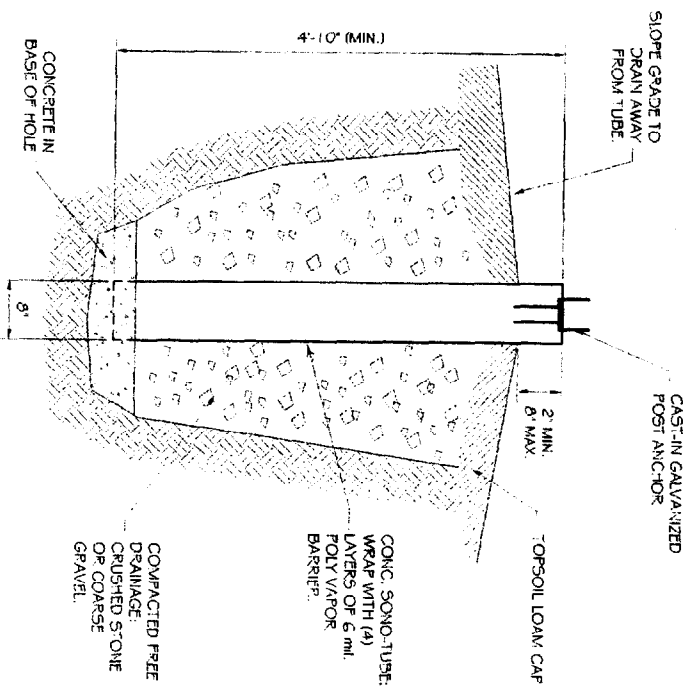 SLOPE GRADE TO
DRAIN AWAY
FROM TUBE
4'-10" (MIN.)
CONCRETE IN
BASE OF HOLE
8"
CAST-IN GALVANIZED
POST ANCHOR
2" MIN.
8" MAX.
TOPSOIL LOAM CAP
CONC. SONO-TUBE:
WRAP WITH (4)
LAYERS OF 6 mil.
POLY VAPOR
BARRIER.
COMPACTED FREE
DRAINAGE:
CRUSHED STONE
OR COARSE
GRAVEL.